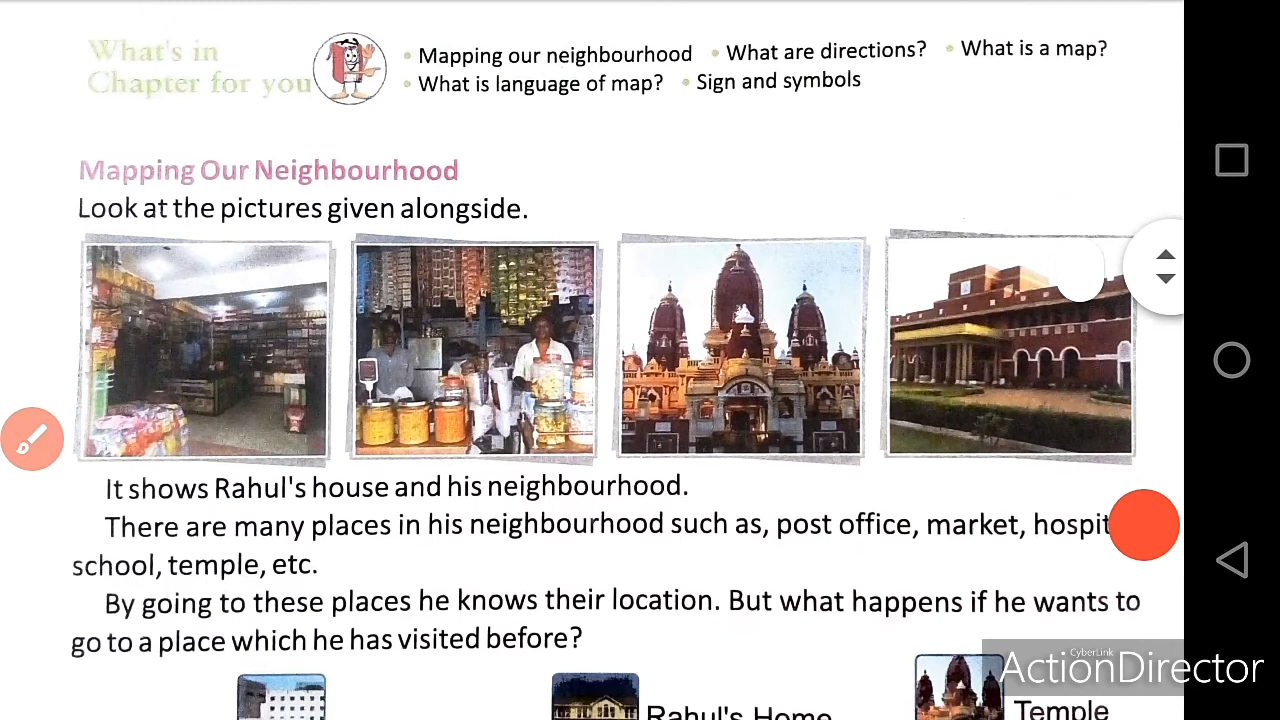 What's in
Chapter for you
• Mapping our neighbourhood • What are directions? • What is a map?
• What is language of map? • Sign and symbols
Mapping Our Neighbourhood
Look at the pictures given alongside.
It shows Rahul's house and his neighbourhood.
There are many places in his neighbourhood such as, post office, market, hospit
school, temple, etc.
By going to these places he knows their location. But what happens if he wants to
go to a place which he has visited before?
Rahul's Home
Temple
CyberLink
ActionDirector